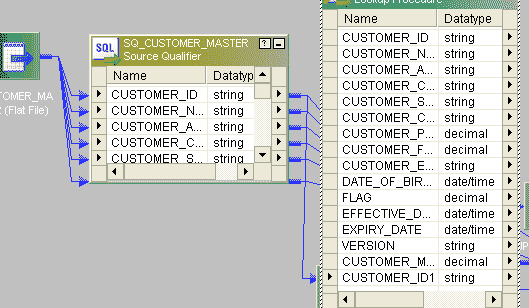 Lookup Procedure
Name Datatype
CUSTOMER_ID string
CUSTOMER_N... string
CUSTOMER_A... string
CUSTOMER_C... string
CUSTOMER_S... string
CUSTOMER_C... string
CUSTOMER_P... decimal
CUSTOMER_F... decimal
CUSTOMER_E... string
DATE_OF_BIR... date/time
FLAG decimal
EFFECTIVE_D... date/time
EXPIRY_DATE date/time
VERSION string
CUSTOMER_M... decimal
CUSTOMER_ID1 string
SQL
SQ_CUSTOMER_MASTER
Source Qualifier
Name Datatyp
CUSTOMER_ID string
CUSTOMER_N... string
CUSTOMER_A... string
CUSTOMER_C... string
CUSTOMER_S... string
TOMER_MA
(Flat File)